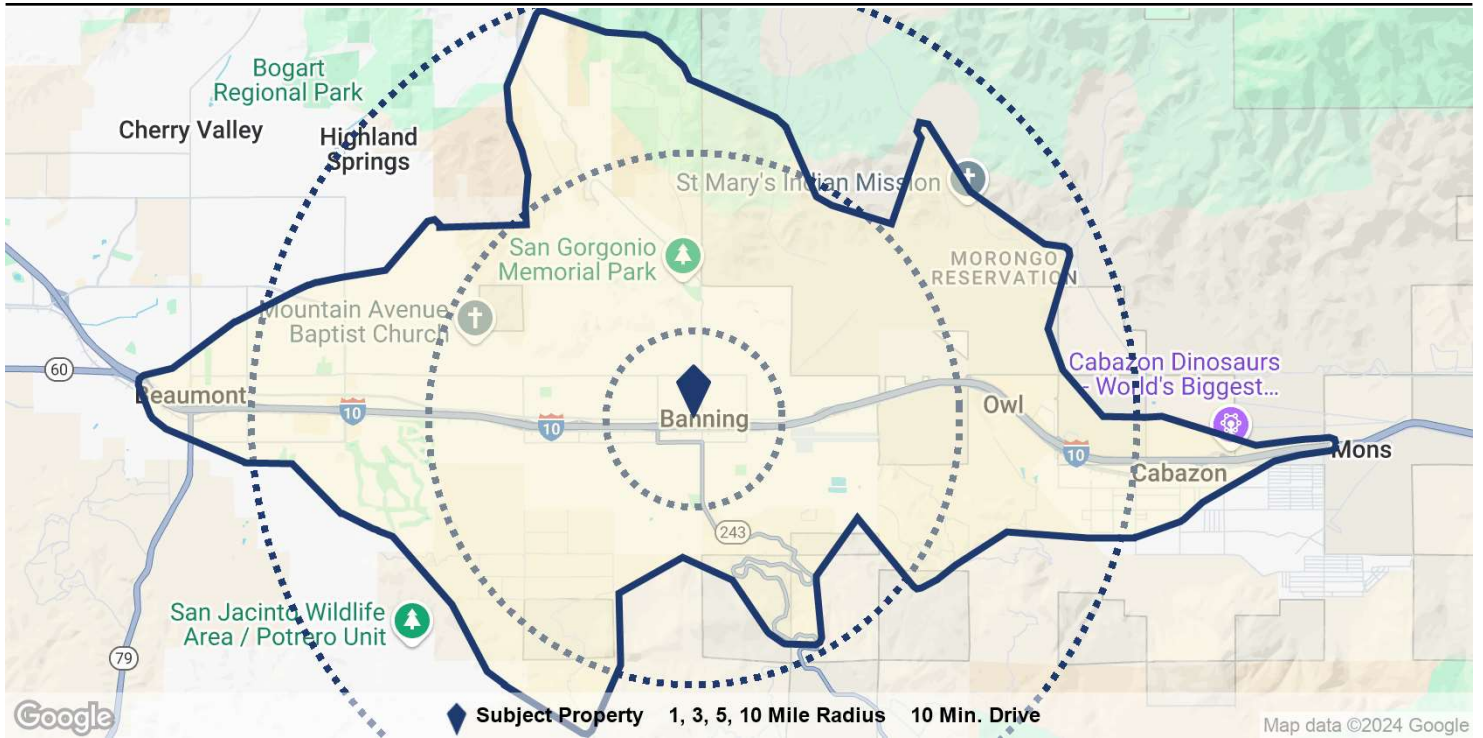 Bogart
Regional Park
Cherry Valley
Highland
Springs
St Mary's Indian Mission
San Gorgonio
Memorial Park
MORONGO
RESERVATION
Mountain Avenue
Baptist Church
60
Cabazon Dinosaurs
- World's Biggest...
Beaumont
10
10
Banning
Owl
10
Mons
Cabazon
243
San Jacinto Wildlife
Area / Potrero Unit
79
Google
Subject Property 1, 3, 5, 10 Mile Radius 10 Min. Drive
Map data ©2024 Google